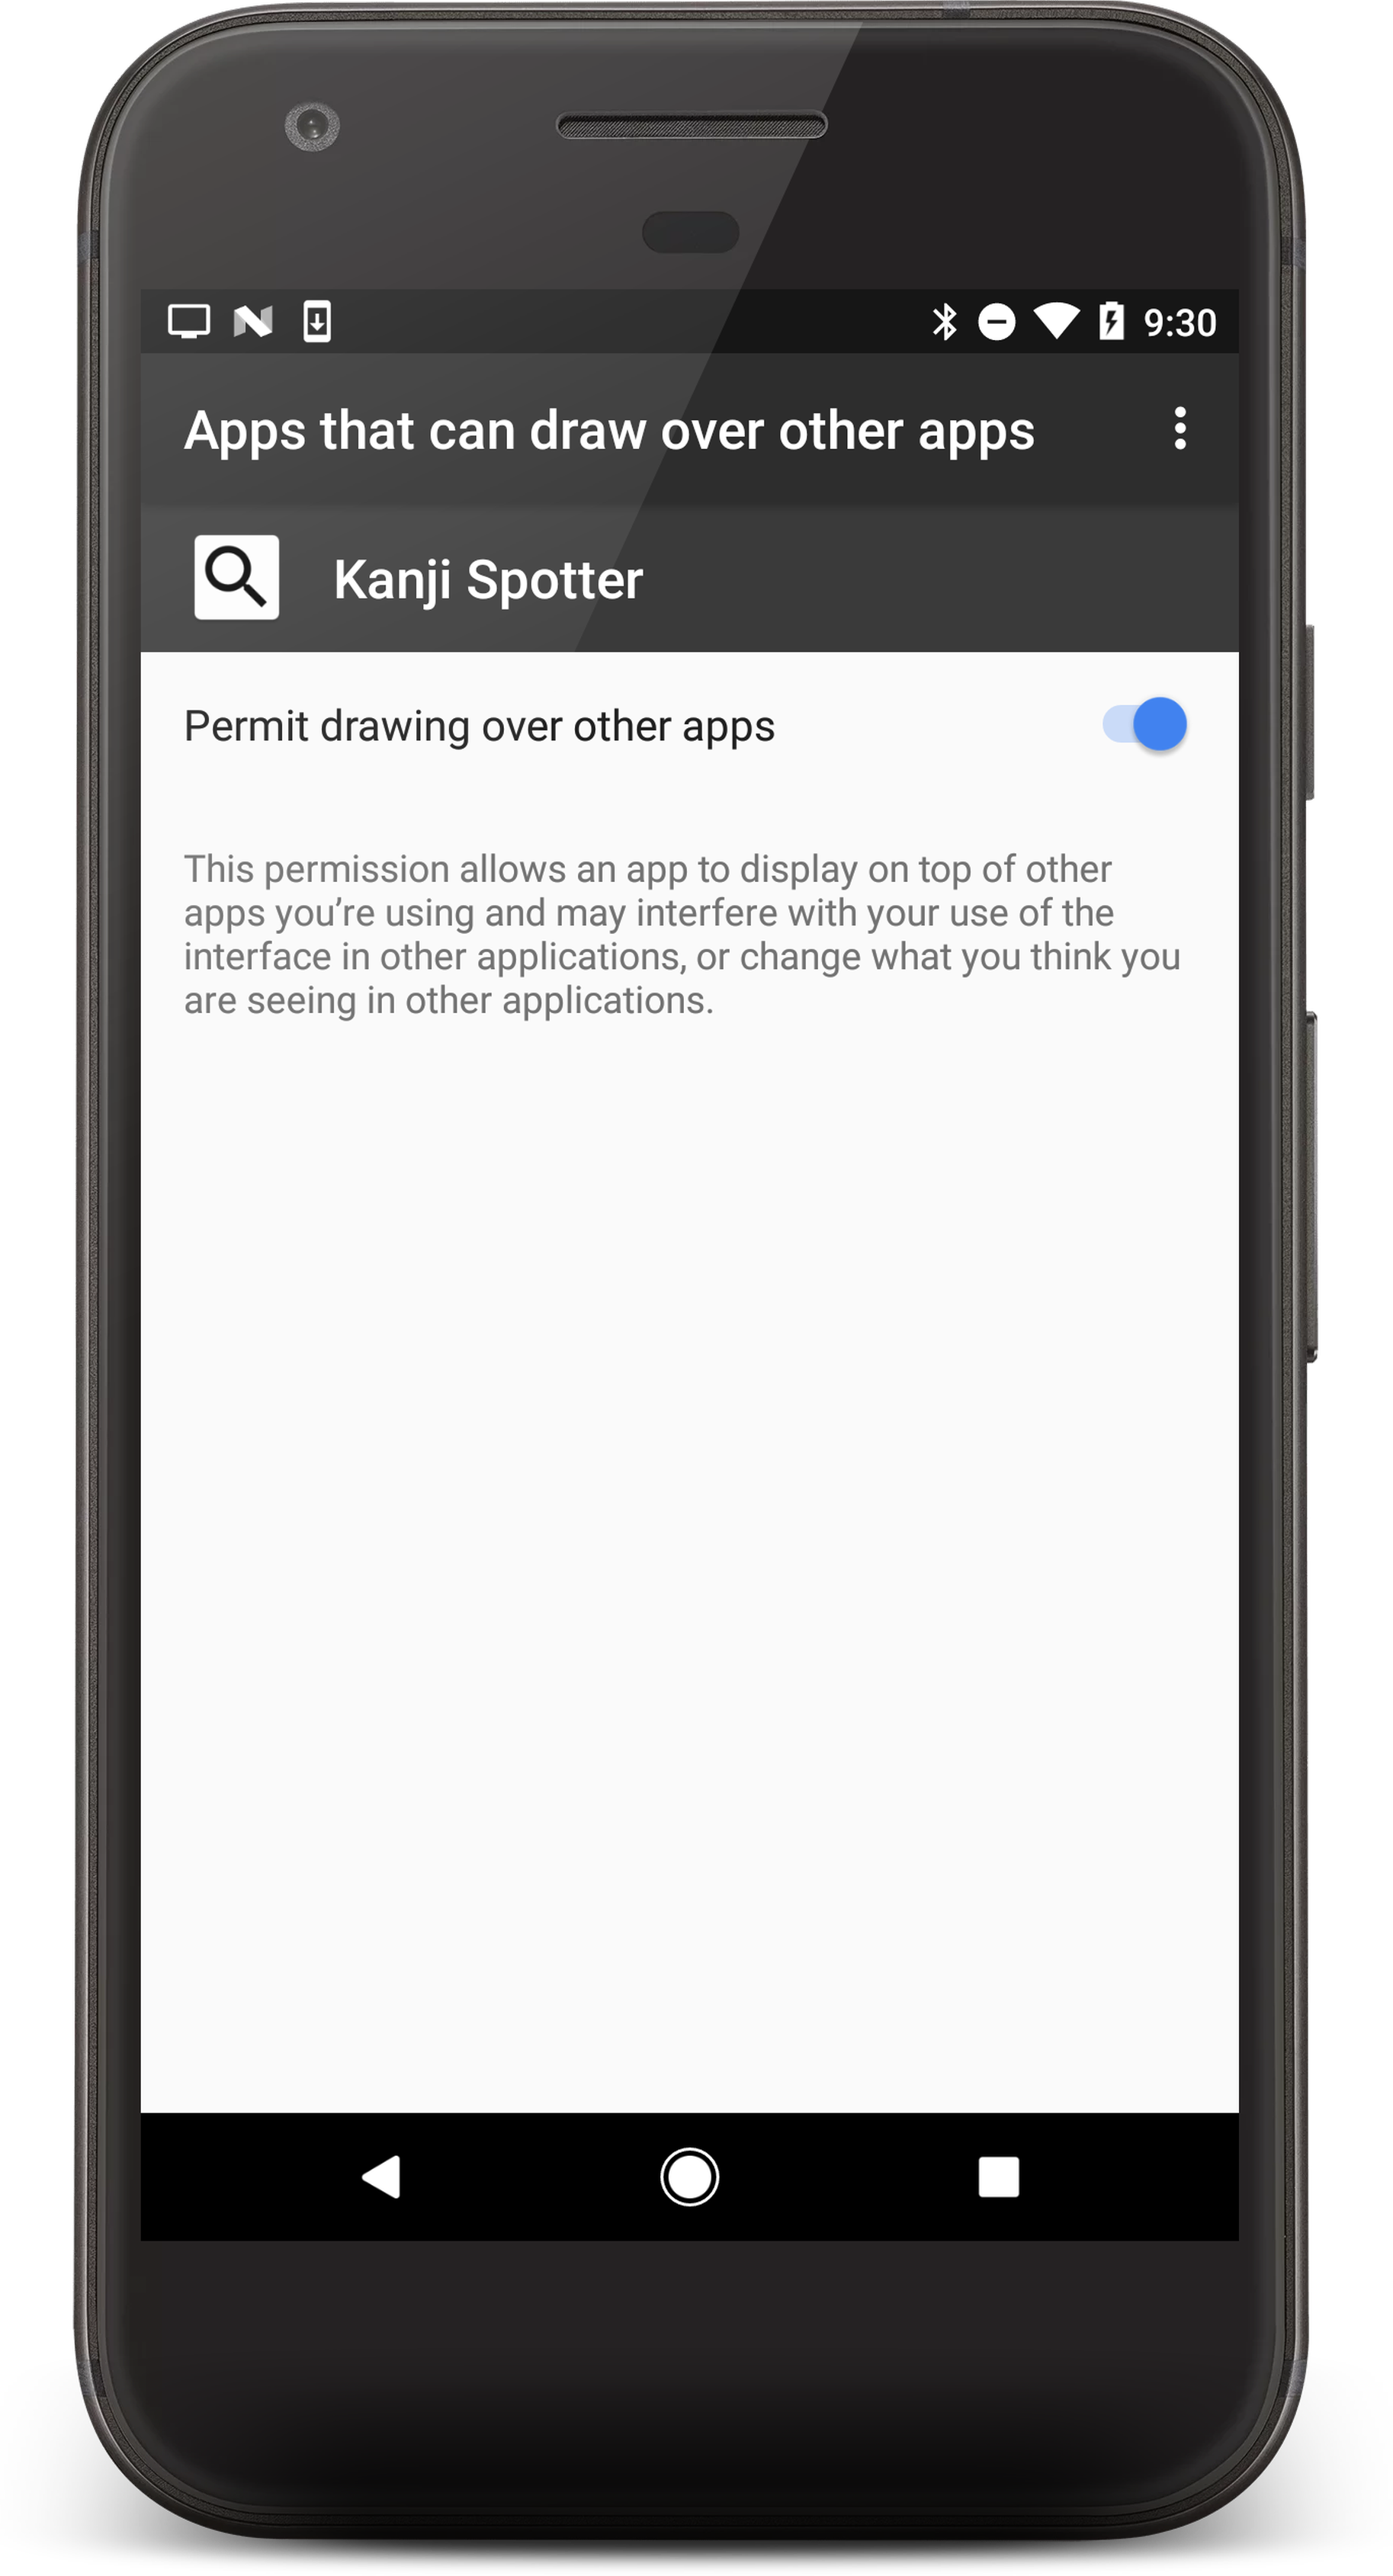 9:30
Apps that can draw over other apps
Kanji Spotter
Permit drawing over other apps
This permission allows an app to display on top of other
apps you’re using and may interfere with your use of the
interface in other applications, or change what you think you
are seeing in other applications.